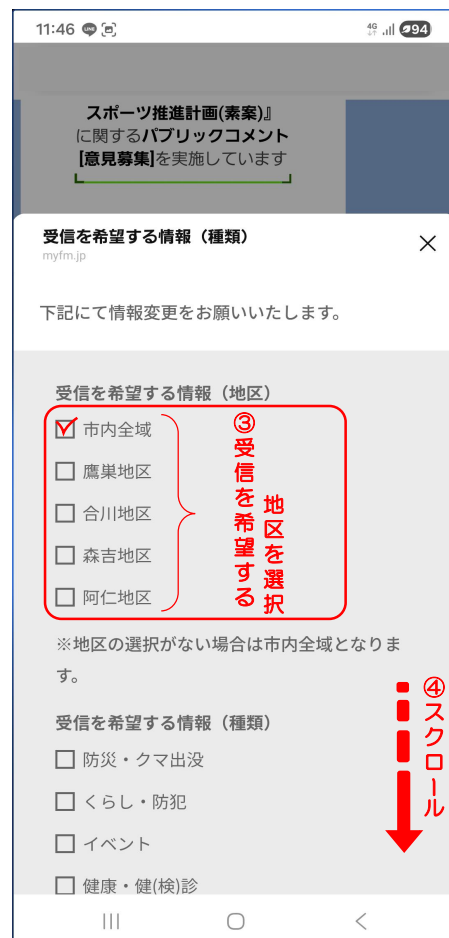 11:46
4G
94
スポーツ推進計画(素案)』
に関するパブリックコメント
[意見募集]を実施しています
受信を希望する情報（種類）
myfm.jp
下記にて情報変更をお願いいたします。
受信を希望する情報（地区）
市内全域
鷹巣地区
合川地区
森吉地区
阿仁地区
③受信を希望する
地区を選択
※地区の選択がない場合は市内全域となりま
す。
④スクロール
受信を希望する情報（種類）
防災・クマ出没
くらし・防犯
イベント
健康・健(検)診